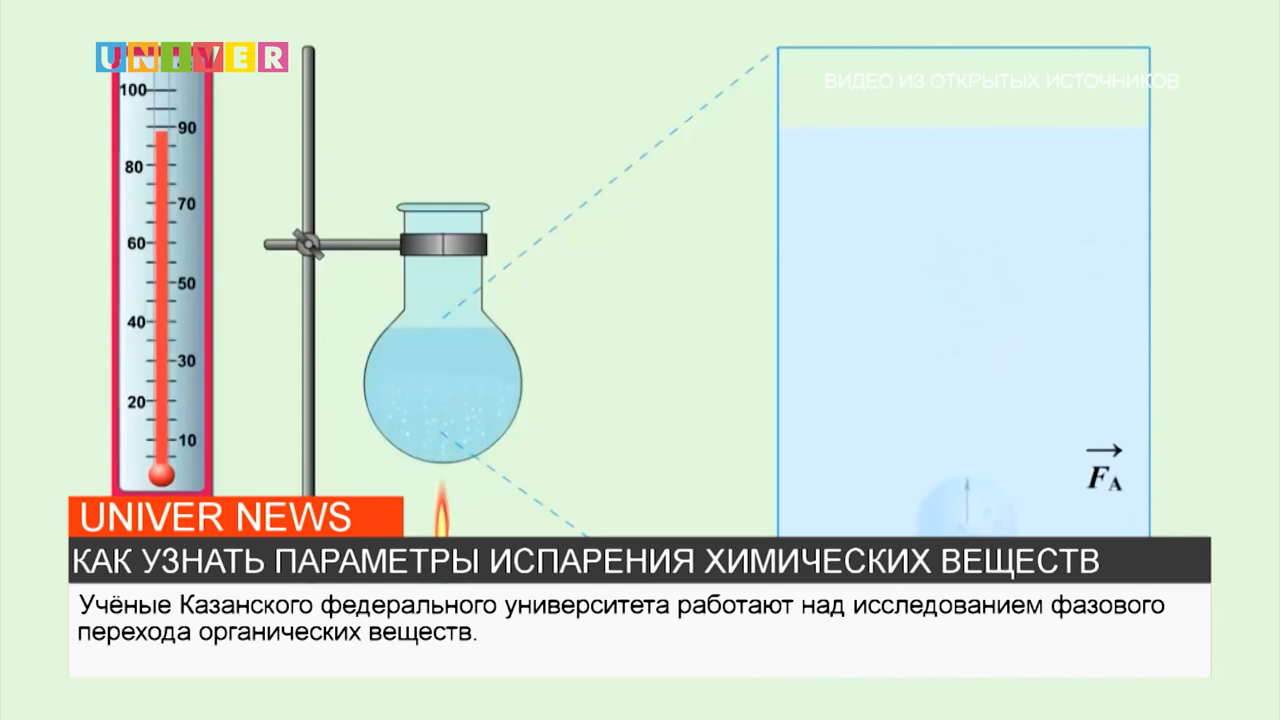 UNIVER
ВИДЕО ИЗ ОТКРЫТЫХ ИСТОЧНИКОВ
100
90
80
70
60
50
40
30
20
10
F_A
UNIVER NEWS
КАК УЗНАТЬ ПАРАМЕТРЫ ИСПАРЕНИЯ ХИМИЧЕСКИХ ВЕЩЕСТВ
Учёные Казанского федерального университета работают над исследованием фазового
перехода органических веществ.